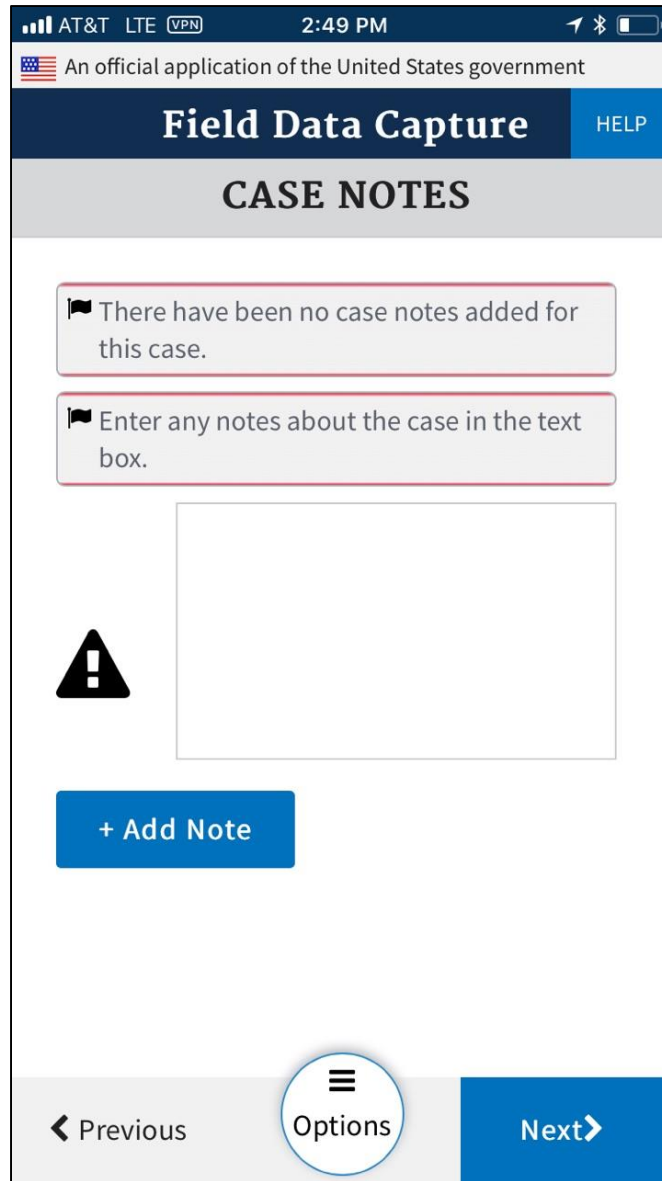 AT&T LTE VPN 2:49 PM
An official application of the United States government
Field Data Capture HELP
CASE NOTES
There have been no case notes added for
this case.
Enter any notes about the case in the text
box.
+ Add Note
Previous Options Next